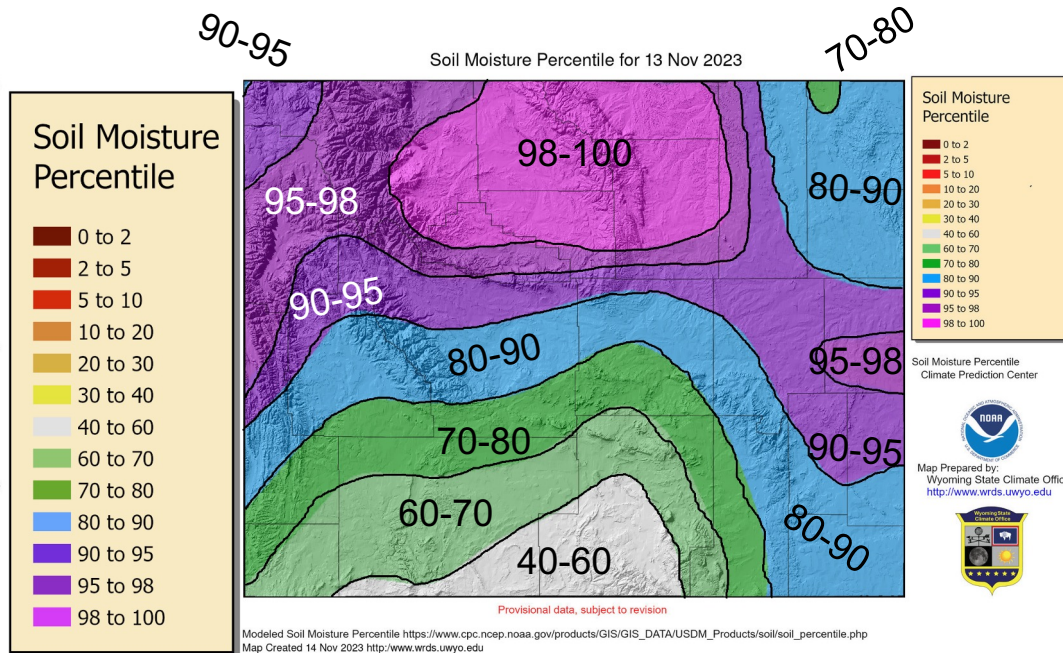 90-95
70-80
Soil Moisture Percentile for 13 Nov 2023
Soil Moisture
Percentile
0 to 2
2 to 5
5 to 10
10 to 20
20 to 30
30 to 40
40 to 60
60 to 70
70 to 80
80 to 90
90 to 95
95 to 98
98 to 100
98-100
95-98
80-90
90-95
80-90
95-98
70-80
90-95
60-70
80-90
40-60
Soil Moisture
Percentile
0 to 2
2 to 5
5 to 10
10 to 20
20 to 30
30 to 40
40 to 60
60 to 70
70 to 80
80 to 90
90 to 95
95 to 98
98 to 100
Soil Moisture Percentile
Climate Prediction Center
NOAA
Map Prepared by:
Wyoming State Climate Offic
http://www.wrds.uwyo.edu
Wyoming State
Climate Office
Provisional data, subject to revision
Modeled Soil Moisture Percentile https://www.cpc.ncep.noaa.gov/products/GIS/GIS_DATA/USDM_Products/soil/soil_percentile.php
Map Created 14 Nov 2023 http:/www.wrds.uwyo.edu